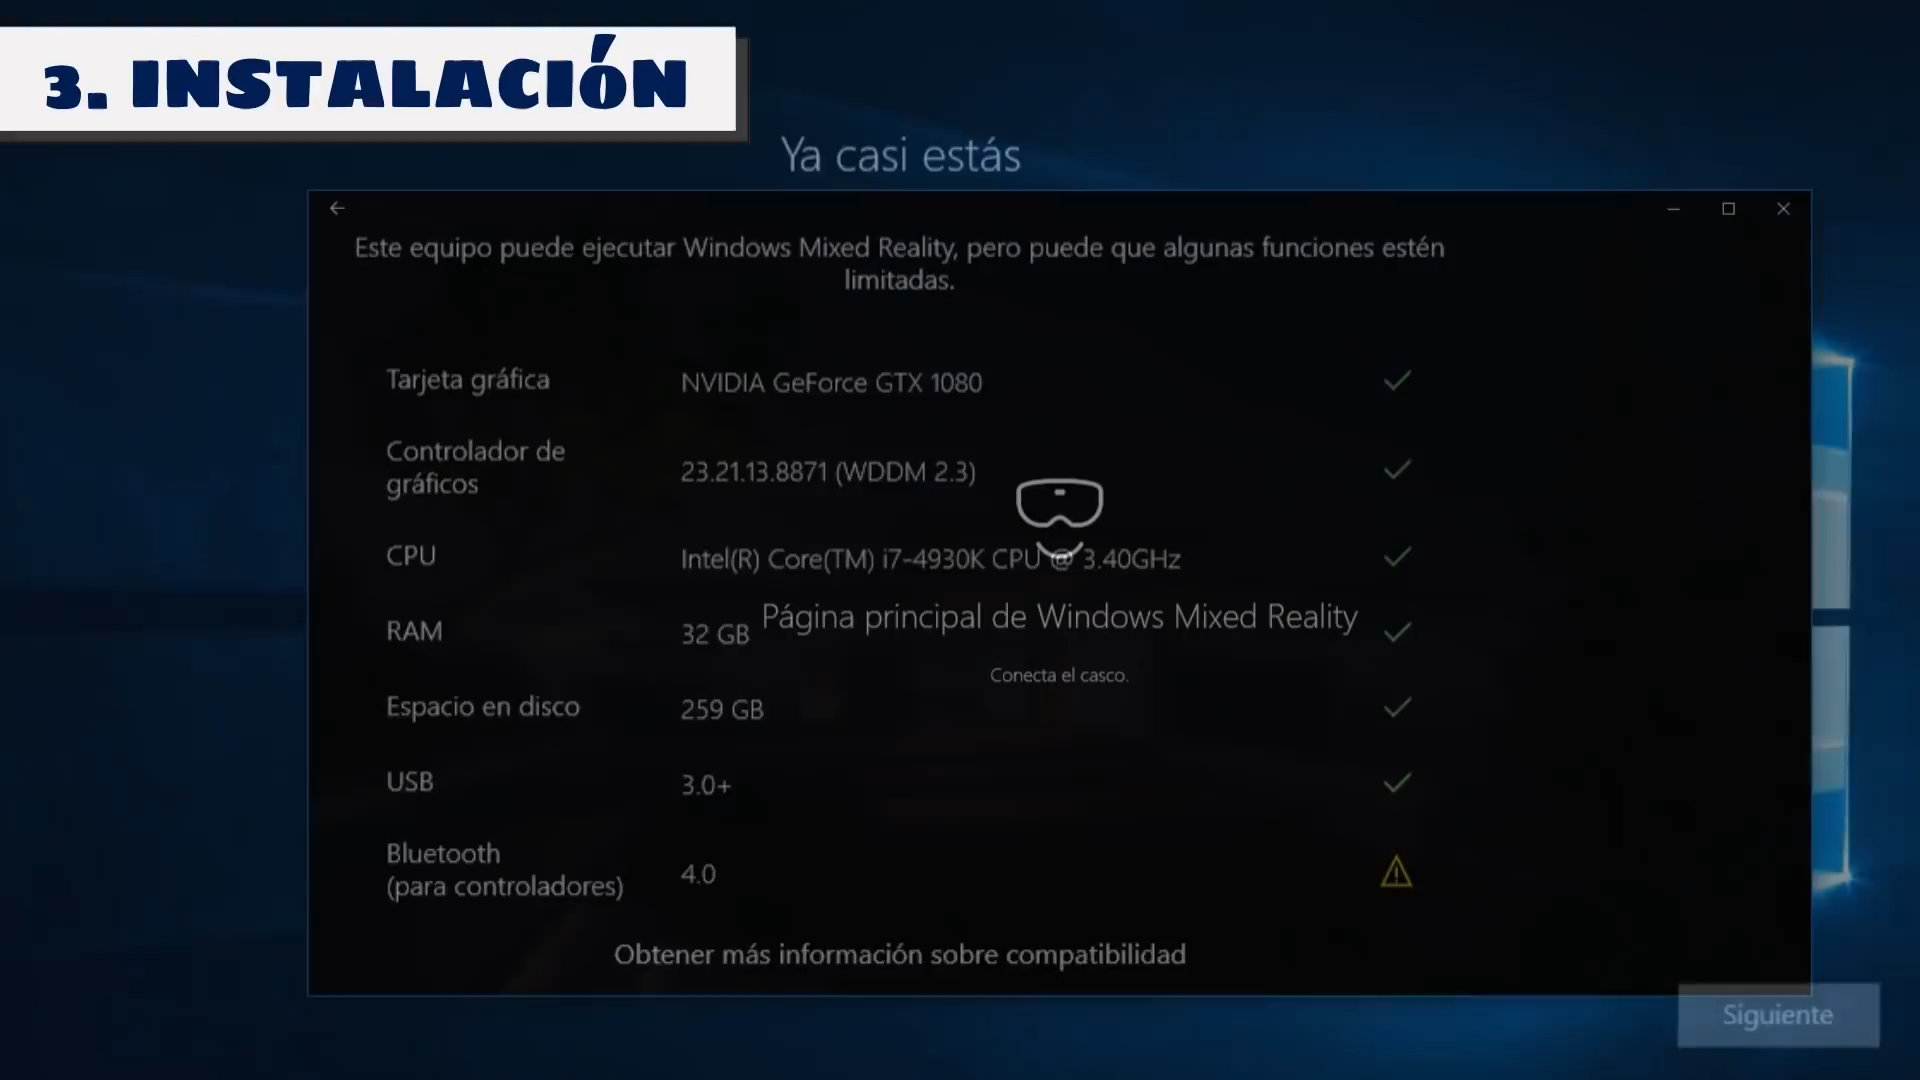 3. INSTALACIÓN
Ya casi estás
Este equipo puede ejecutar Windows Mixed Reality, pero puede que algunas funciones estén
limitadas.
Tarjeta gráfica NVIDIA GeForce GTX 1080
Controlador de
gráficos 23.21.13.8871 (WDDM 2.3)
CPU Intel(R) Core(TM) i7-4930K CPU @ 3.40GHz
Página principal de Windows Mixed Reality
RAM 32 GB
Conecta el casco.
Espacio en disco 259 GB
USB 3.0+
Bluetooth
(para controladores) 4.0
Obtener más información sobre compatibilidad
Siguiente